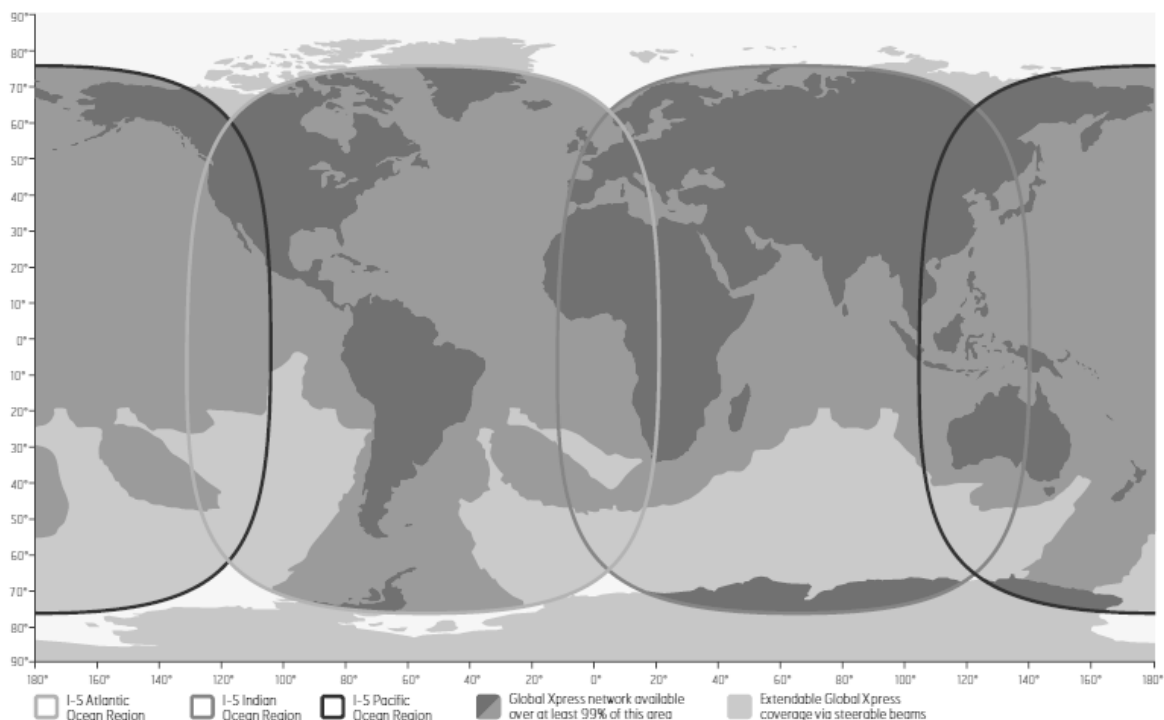 90°
80°
70°
60°
50°
40°
30°
20°
10°
0°
10°
20°
30°
40°
50°
60°
70°
80°
90°
180° 160° 140° 120° 100° 80° 60° 40° 20° 0° 20° 40° 60° 80° 100° 120° 140° 160° 180°
I-5 Atlantic
Ocean Region
I-5 Indian
Ocean Region
I-5 Pacific
Ocean Region
Global Xpress network available
over at least 99% of this area
Extendable Global Xpress
coverage via steerable beams